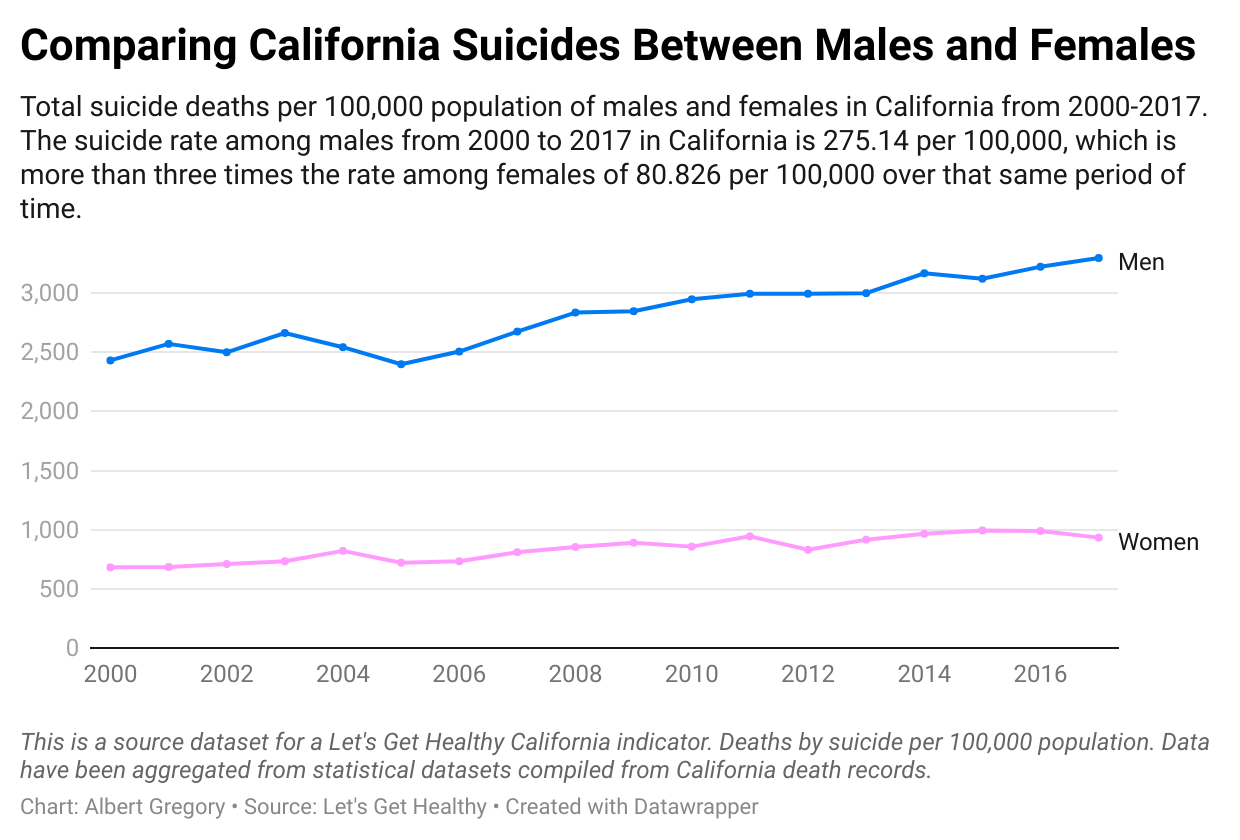 Comparing California Suicides Between Males and Females
Total suicide deaths per 100,000 population of males and females in California from 2000-2017.
The suicide rate among males from 2000 to 2017 in California is 275.14 per 100,000, which is
more than three times the rate among females of 80.826 per 100,000 over that same period of
time.
Men
3,000
2,500
2,000
1,500
1,000
Women
500
0
2000 2002 2004 2006 2008 2010 2012 2014 2016
This is a source dataset for a Let's Get Healthy California indicator. Deaths by suicide per 100,000 population. Data
have been aggregated from statistical datasets compiled from California death records.
Chart: Albert Gregory • Source: Let's Get Healthy • Created with Datawrapper